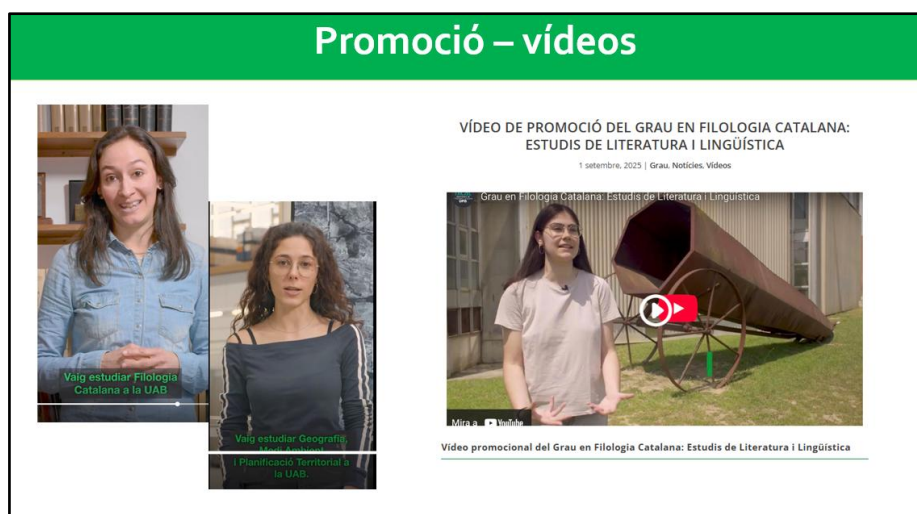 Promoció – vídeos
Vaig estudiar Filologia
Catalana a la UAB
Vaig estudiar Geografia,
Medi Ambient
i Planificació Territorial a
la UAB.
VÍDEO DE PROMOCIÓ DEL GRAU EN FILOLOGIA CATALANA:
ESTUDIS DE LITERATURA I LINGÜÍSTICA
1 setembre, 2025 | Grau, Notícies, Vídeos
Grau en Filologia Catalana: Estudis de Literatura i Lingüística
Mira a YouTube
Vídeo promocional del Grau en Filologia Catalana: Estudis de Literatura i Lingüística